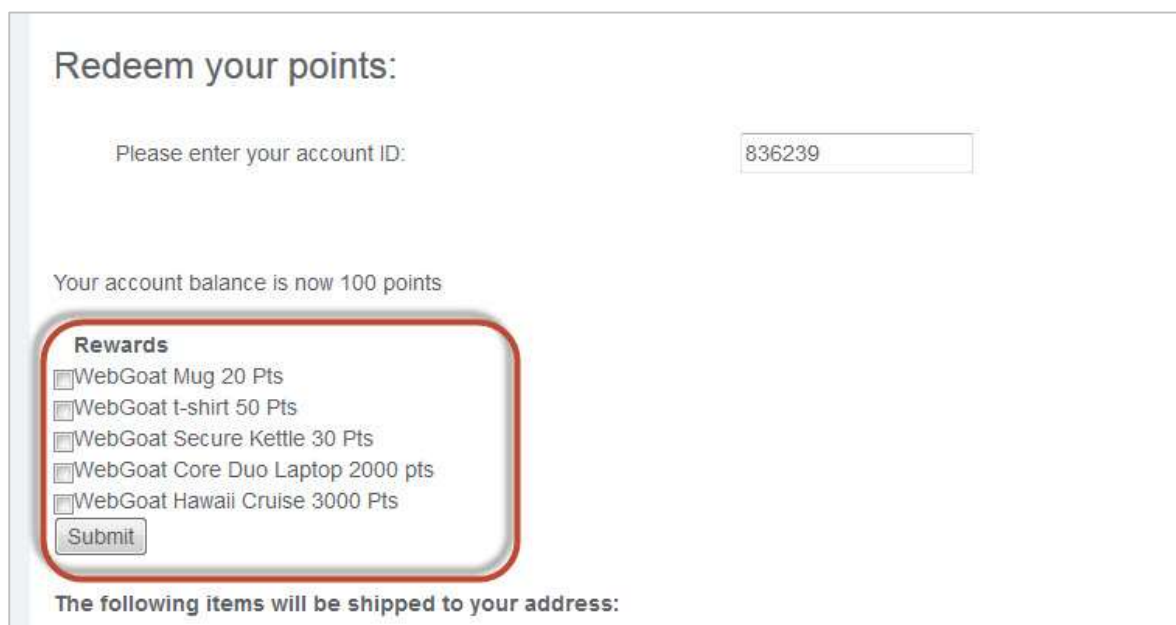 Redeem your points:
Please enter your account ID: 836239
Your account balance is now 100 points
Rewards
WebGoat Mug 20 Pts
WebGoat t-shirt 50 Pts
WebGoat Secure Kettle 30 Pts
WebGoat Core Duo Laptop 2000 pts
WebGoat Hawaii Cruise 3000 Pts
Submit
The following items will be shipped to your address: